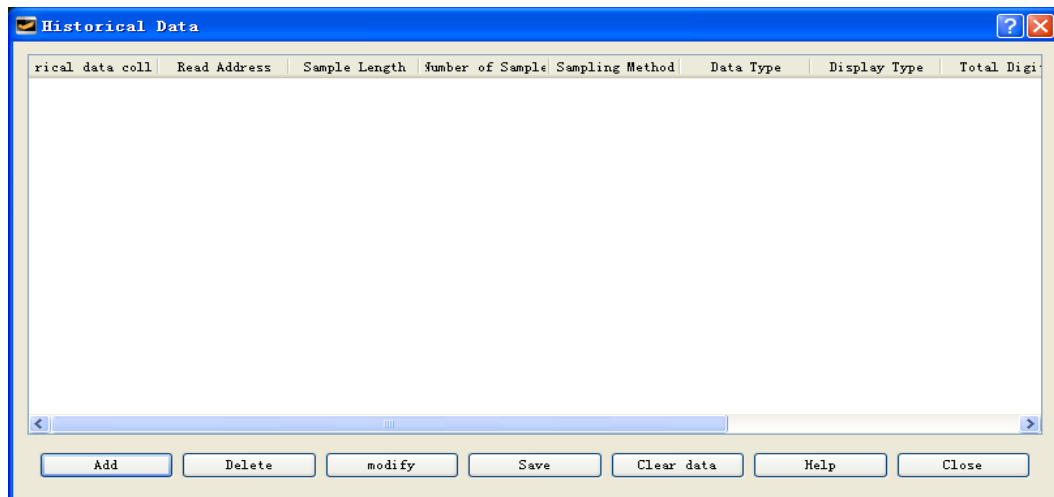 Historical Data
rical data coll Read Address Sample Length Number of Sample Sampling Method Data Type Display Type Total Digi
Add Delete modify Save Clear data Help Close